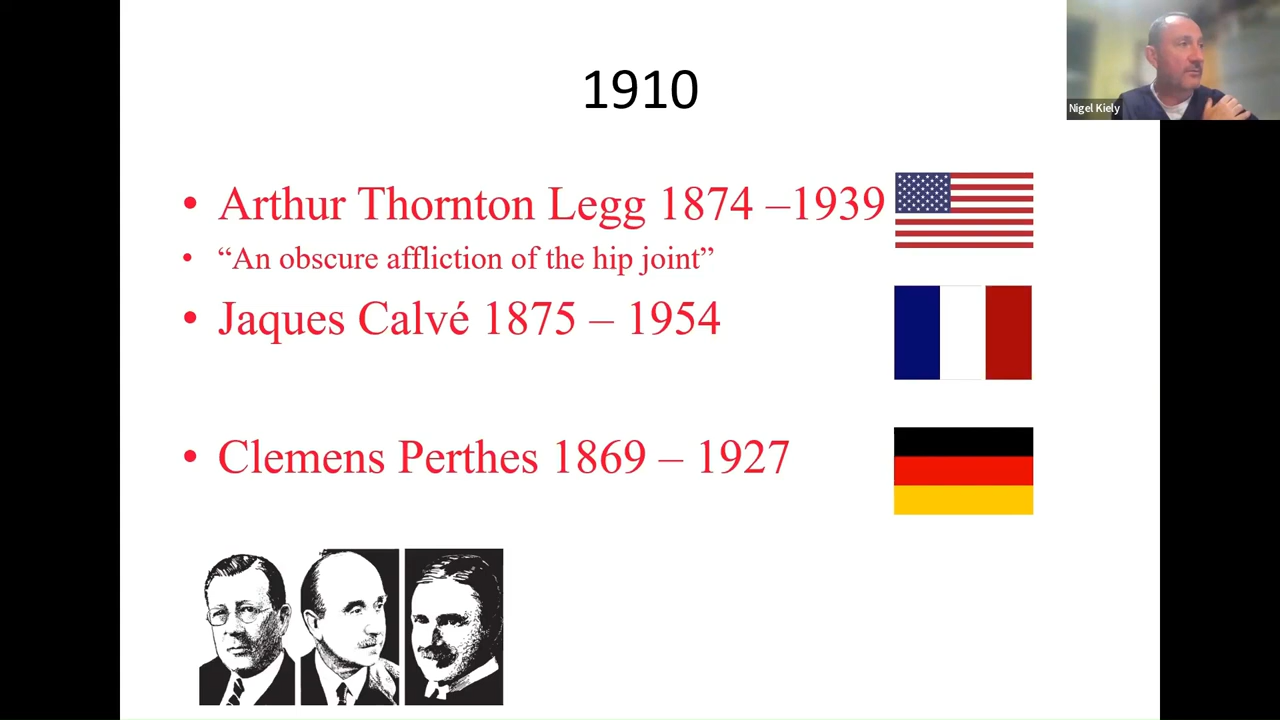 1910
Nigel Kiely
• Arthur Thornton Legg 1874 –1939
• “An obscure affliction of the hip joint”
• Jaques Calvé 1875 – 1954
• Clemens Perthes 1869 – 1927